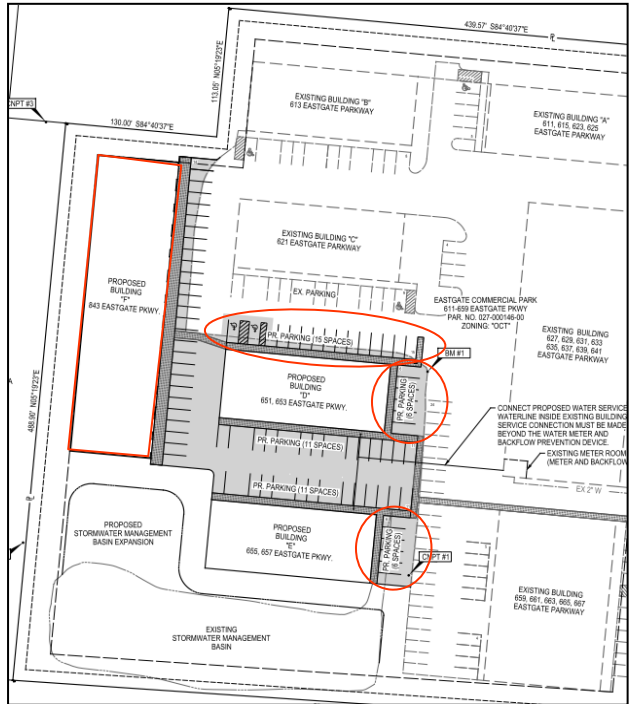 439.57' S84°40'37"E
113.05' N05°19'23"E
CNPT #3
130.00' S84°40'37"E
EXISTING BUILDING "B"
613 EASTGATE PARKWAY
EXISTING BUILDING "A"
611, 615, 623, 625
EASTGATE PARKWAY
EXISTING BUILDING "C"
621 EASTGATE PARKWAY
PROPOSED
BUILDING
"F"
843 EASTGATE PKWY.
EX. PARKING
EASTGATE COMMERCIAL PARK
611-659 EASTGATE PKWY
PAR. NO. 027-000146-00
ZONING: "OCT"
EXISTING BUILDING
627, 629, 631, 633
635, 637, 639, 641
EASTGATE PARKWAY
PR. PARKING (15 SPACES)
BM #1
PROPOSED
BUILDING
"D"
651, 653 EASTGATE PKWY.
PR. PARKING
(6 SPACES)
488.90' N05°19'23"E
CONNECT PROPOSED WATER SERVICE
WATERLINE INSIDE EXISTING BUILDING
SERVICE CONNECTION MUST BE MADE
BEYOND THE WATER METER AND
BACKFLOW PREVENTION DEVICE.
PR. PARKING (11 SPACES)
EXISTING METER ROOM
(METER AND BACKFLOW
PR. PARKING (11 SPACES)
EX 2" W
PROPOSED
STORMWATER MANAGEMENT
BASIN EXPANSION
PROPOSED
BUILDING
"E"
655, 657 EASTGATE PKWY.
PR. PARKING
(6 SPACES)
CNPT #1
EXISTING BUILDING
659, 661, 663, 665, 667
EASTGATE PARKWAY
EXISTING
STORMWATER MANAGEMENT
BASIN